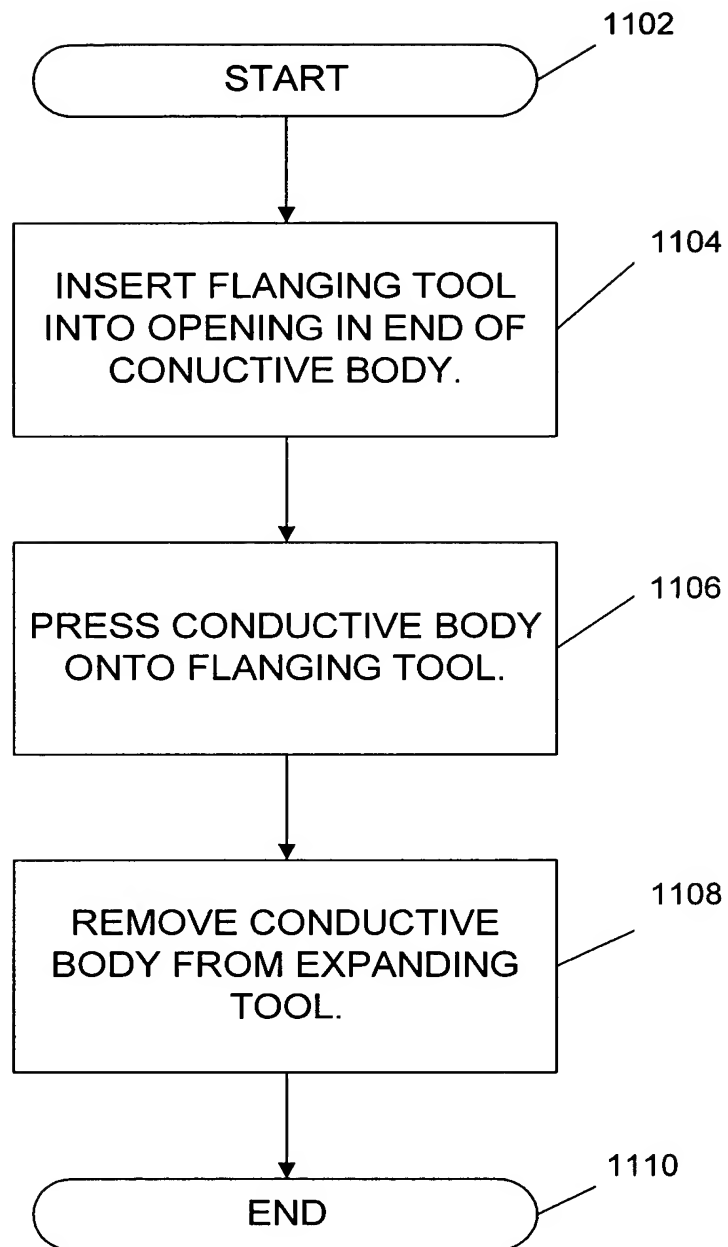 1102
START
1104
INSERT FLANGING TOOL
INTO OPENING IN END OF
CONUCTIVE BODY.
1106
PRESS CONDUCTIVE BODY
ONTO FLANGING TOOL.
1108
REMOVE CONDUCTIVE
BODY FROM EXPANDING
TOOL.
1110
END